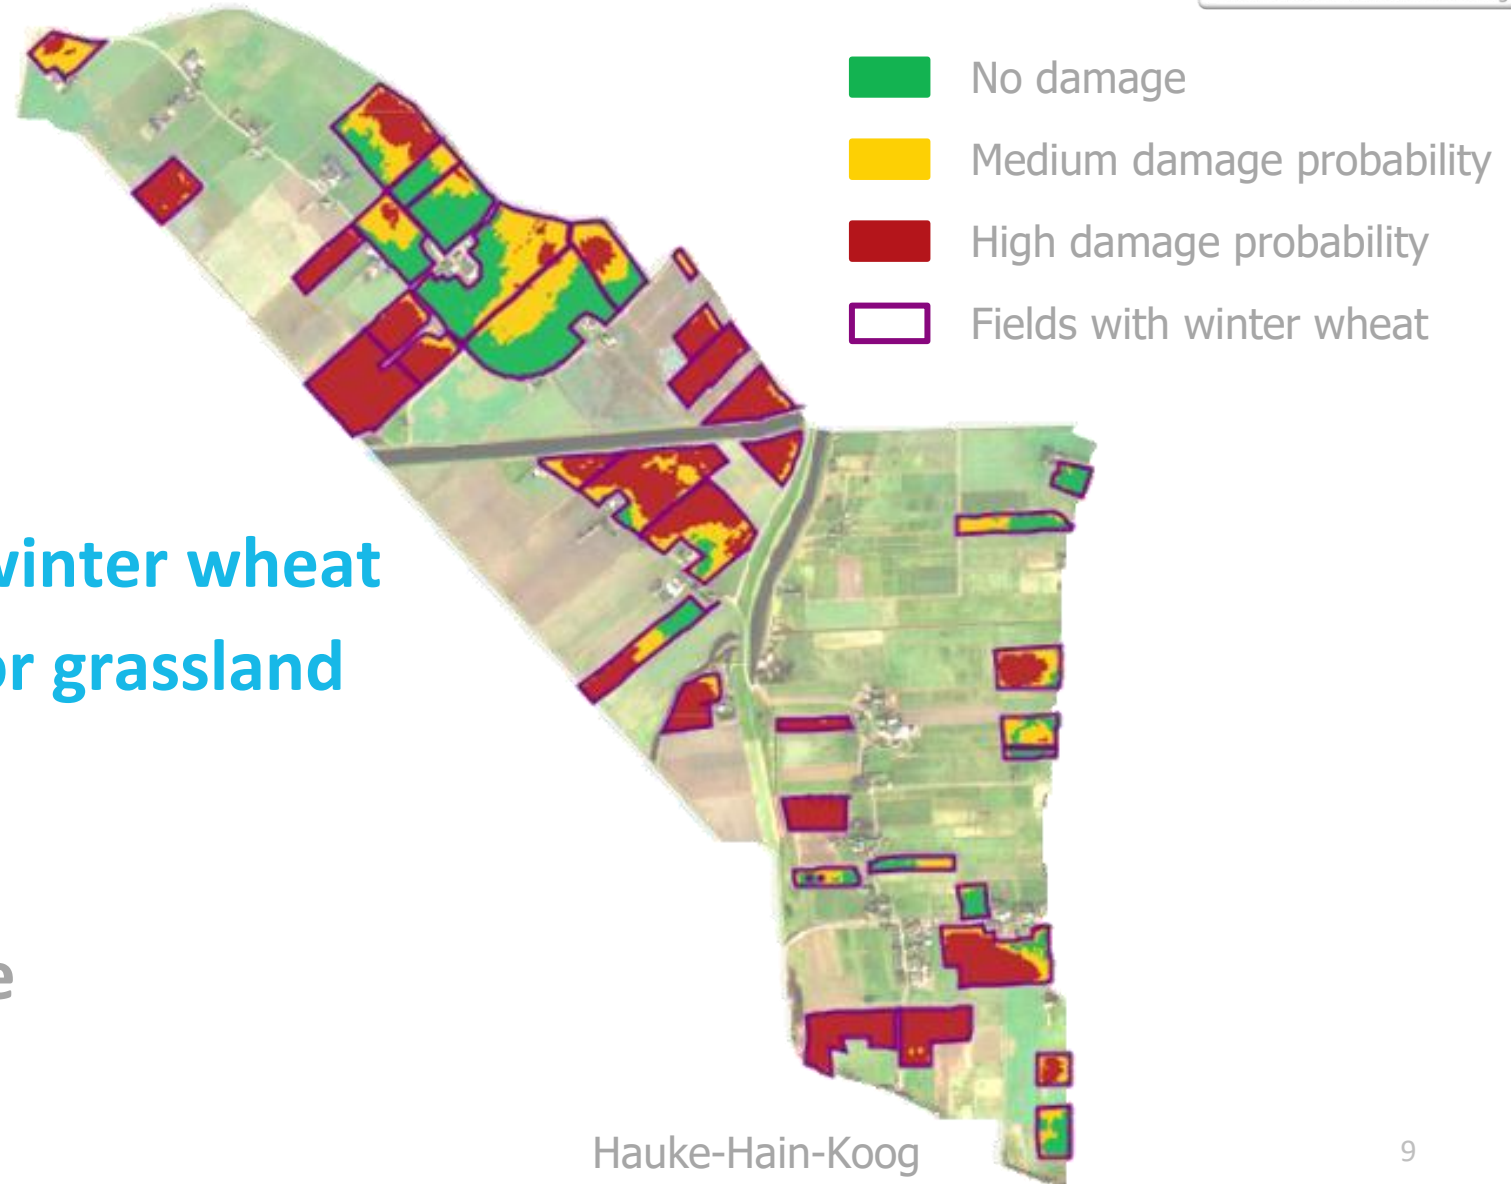 No damage
Medium damage probability
High damage probability
Fields with winter wheat
winter wheat
or grassland
e
Hauke-Hain-Koog
9